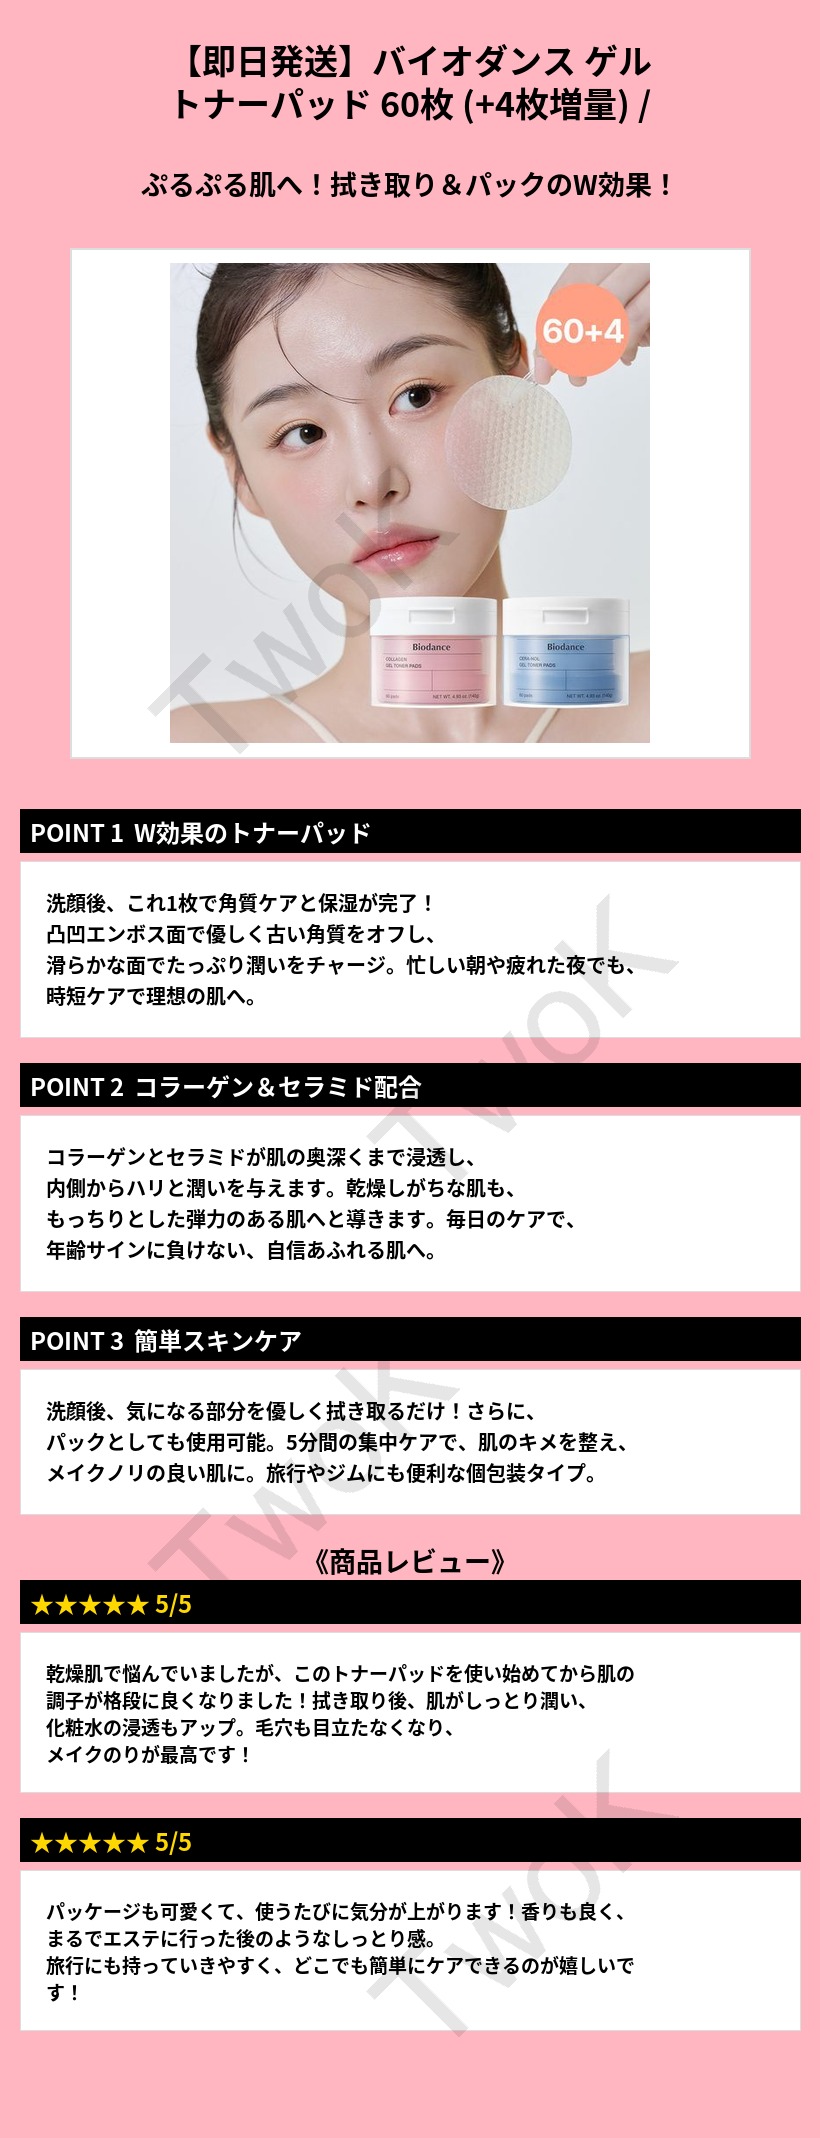 【即日発送】バイオダンス ゲル
トナーパッド 60枚 (+4枚増量) /
ぷるぷる肌へ！拭き取り＆パックのW効果！
60+4
Biodance
COLLAGEN
GEL TONER PADS
60 pads NET WT. 4.93 oz. (140g)
Biodance
CERA-NOL
GEL TONER PADS
60 pads NET WT. 4.93 oz. (140g)
TwoK
POINT 1 W効果のトナーパッド
洗顔後、これ1枚で角質ケアと保湿が完了！
凸凹エンボス面で優しく古い角質をオフし、
滑らかな面でたっぷり潤いをチャージ。忙しい朝や疲れた夜でも、
時短ケアで理想の肌へ。
TwoK
POINT 2 コラーゲン＆セラミド配合
コラーゲンとセラミドが肌の奥深くまで浸透し、
内側からハリと潤いを与えます。乾燥しがちな肌も、
もっちりとした弾力のある肌へと導きます。毎日のケアで、
年齢サインに負けない、自信あふれる肌へ。
POINT 3 簡単スキンケア
洗顔後、気になる部分を優しく拭き取るだけ！さらに、
パックとしても使用可能。5分間の集中ケアで、肌のキメを整え、
メイクノリの良い肌に。旅行やジムにも便利な個包装タイプ。
TwoK
《商品レビュー》
★★★★★ 5/5
乾燥肌で悩んでいましたが、このトナーパッドを使い始めてから肌の
調子が格段に良くなりました！拭き取り後、肌がしっとり潤い、
化粧水の浸透もアップ。毛穴も目立たなくなり、
メイクのりが最高です！
★★★★★ 5/5
パッケージも可愛くて、使うたびに気分が上がります！香りも良く、
まるでエステに行った後のようなしっとり感。
旅行にも持っていきやすく、どこでも簡単にケアできるのが嬉しいで
す！
TwoK